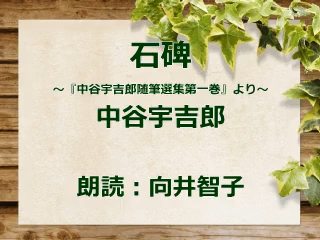 石碑
～『中谷宇吉郎随筆選集第一巻』より～
中谷宇吉郎
朗読：向井智子